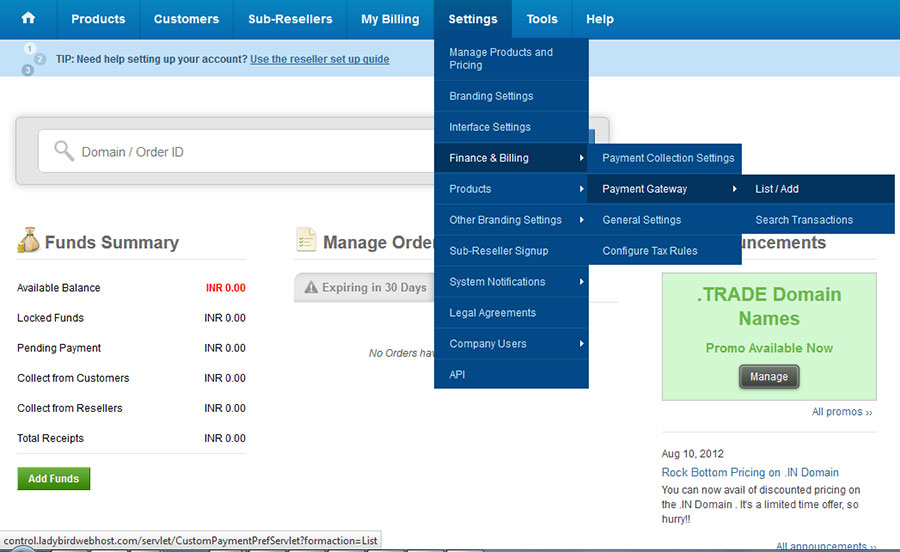 Products Customers Sub-Resellers My Billing Settings Tools Help
1
2
3
TIP: Need help setting up your account? Use the reseller set up guide
Manage Products and
Pricing
Branding Settings
Interface Settings
Finance & Billing
Products
Other Branding Settings
Sub-Reseller Signup
System Notifications
Legal Agreements
Company Users
API
Payment Collection Settings
Payment Gateway
General Settings
Configure Tax Rules
List / Add
Search Transactions
Domain / Order ID
Funds Summary
Available Balance INR 0.00
Locked Funds INR 0.00
Pending Payment INR 0.00
Collect from Customers INR 0.00
Collect from Resellers INR 0.00
Total Receipts INR 0.00
Add Funds
Manage Order
Expiring in 30 Days
No Orders hav
uncements
.TRADE Domain
Names
Promo Available Now
Manage
All promos ››
Aug 10, 2012
Rock Bottom Pricing on .IN Domain
You can now avail of discounted pricing on
the .IN Domain . It's a limited time offer, so
hurry!!
All announcements ››
control.ladybirdwebhost.com/servlet/CustomPaymentPrefServlet?formaction=List